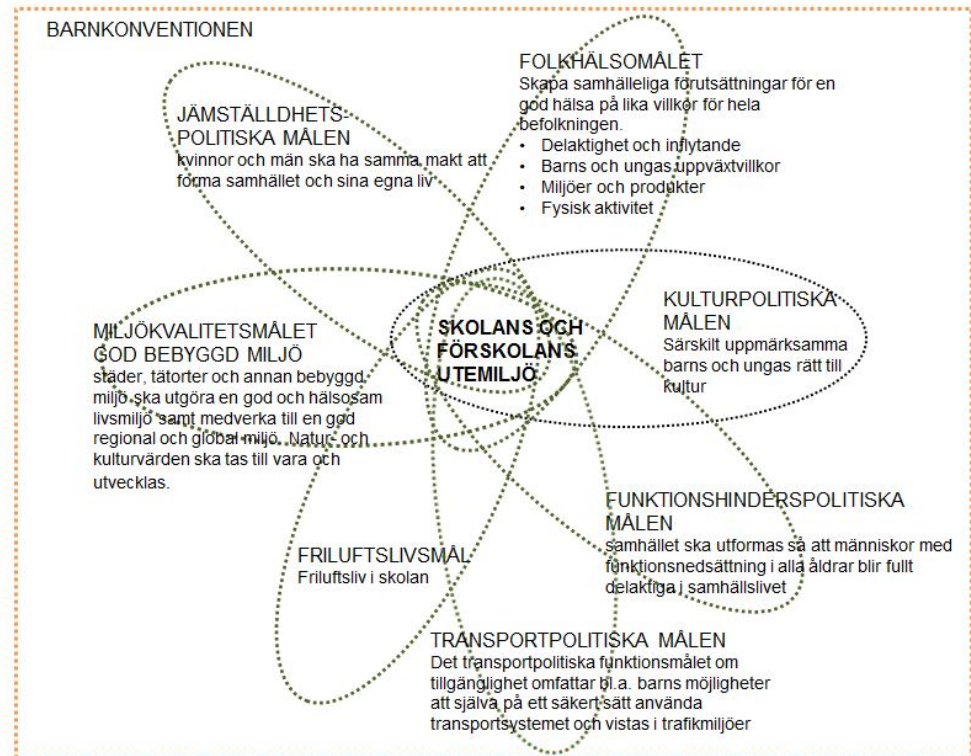 BARNKONVENTIONEN
JÄMSTÄLLDHETS-
POLITISKA MÅLEN
kvinnor och män ska ha samma makt att
forma samhället och sina egna liv
FOLKHÄLSOMÅLET
Skapa samhälleliga förutsättningar för en
god hälsa på lika villkor för hela
befolkningen.
• Delaktighet och inflytande
• Barns och ungas uppväxtvillkor
• Miljöer och produkter
• Fysisk aktivitet
MILJÖKVALITETSMÅLET
GOD BEBYGGD MILJÖ
städer, tätorter och annan bebyggd
miljö ska utgöra en god och hälsosam
livsmiljö samt medverka till en god
regional och global miljö. Natur- och
kulturvärden ska tas till vara och
utvecklas.
SKOLANS OCH
FÖRSKOLANS
UTEMILJÖ
KULTURPOLITISKA
MÅLEN
Särskilt uppmärksamma
barns och ungas rätt till
kultur
FRILUFTSLIVSMÅL
Friluftsliv i skolan
FUNKTIONSHINDERSPOLITISKA
MÅLEN
samhället ska utformas så att människor med
funktionsnedsättning i alla åldrar blir fullt
delaktiga i samhällslivet
TRANSPORTPOLITISKA MÅLEN
Det transportpolitiska funktionsmålet om
tillgänglighet omfattar bl.a. barns möjligheter
att själva på ett säkert sätt använda
transportsystemet och vistas i trafikmiljöer